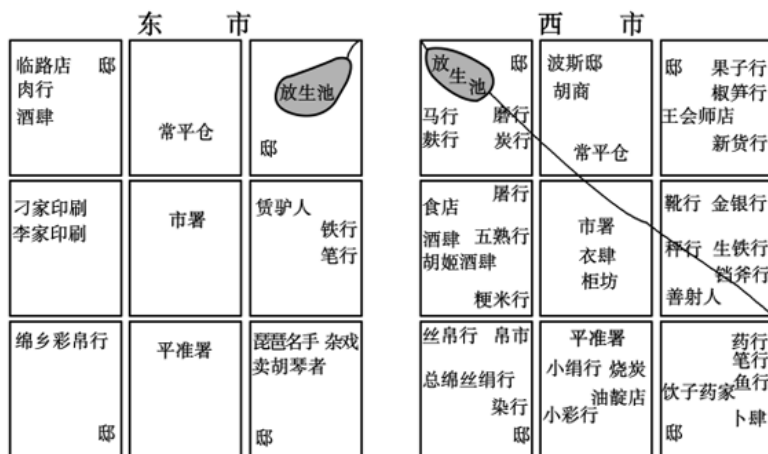 东 市
临路店 邸
肉行
酒肆
常平仓
放生池
邸
刁家印刷
李家印刷
市署
赁驴人
铁行
笔行
绵乡彩帛行
邸
平准署
琵琶名手 杂戏
卖胡琴者
邸
西 市
放生池
邸
马行 磨行
麸行 炭行
波斯邸
胡商
常平仓
邸 果子行
椒笋行
王会师店
新货行
屠行
食店
酒肆 五熟行
胡姬酒肆
粳米行
市署
衣肆
柜坊
靴行 金银行
秤行 生铁行
铛斧行
善射人
丝帛行 帛市
总绵丝绢行
染行
邸
平准署
小绢行 烧炭
油靛店
小彩行
药行
笔行
鱼行
饮子药家
卜肆
邸